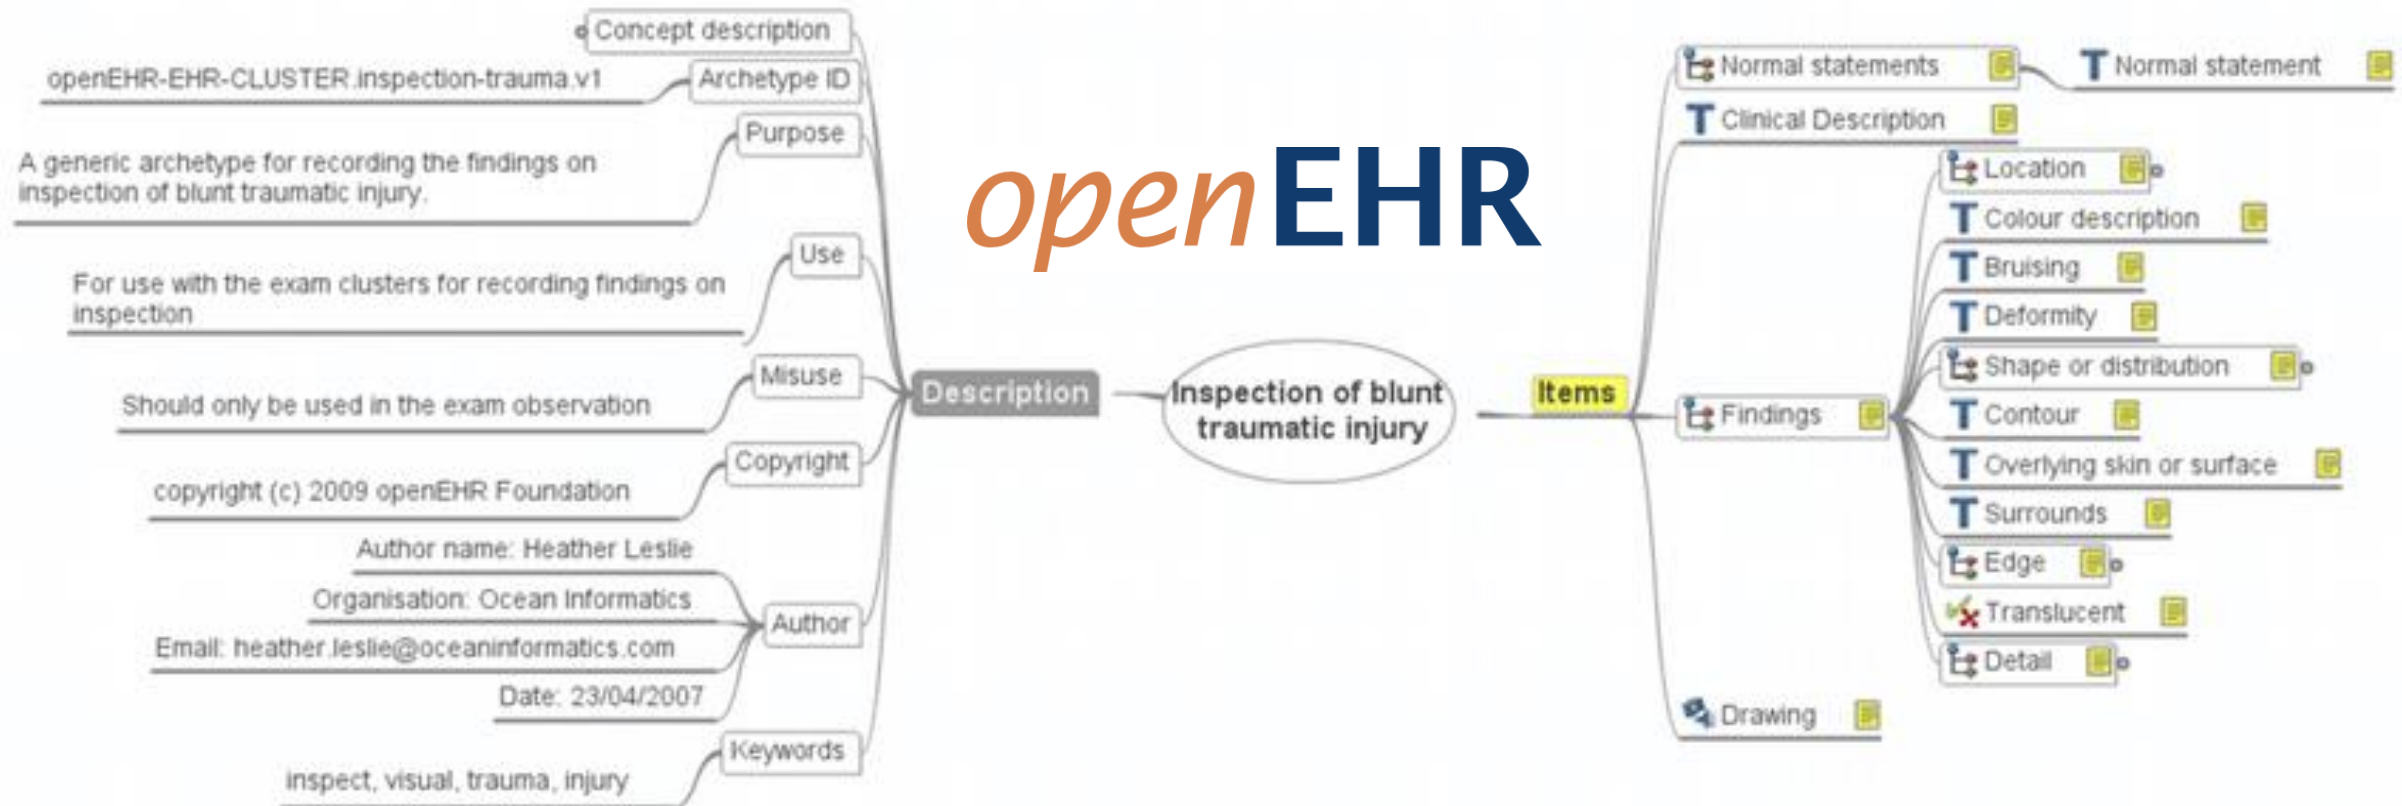 Concept description
Archetype ID
openEHR-EHR-CLUSTER.inspection-trauma.v1
Purpose
A generic archetype for recording the findings on
inspection of blunt traumatic injury.
Use
For use with the exam clusters for recording findings on
inspection
Misuse
Should only be used in the exam observation
Copyright
copyright (c) 2009 openEHR Foundation
Author
Author name: Heather Leslie
Organisation: Ocean Informatics
Email: heather.leslie@oceaninformatics.com
Date: 23/04/2007
Keywords
inspect, visual, trauma, injury
Description
openEHR
Inspection of blunt
traumatic injury
Items
Normal statements
T Normal statement
T Clinical Description
Findings
Location
T Colour description
T Bruising
T Deformity
Shape or distribution
T Contour
T Overlying skin or surface
T Surrounds
Edge
Translucent
Detail
Drawing